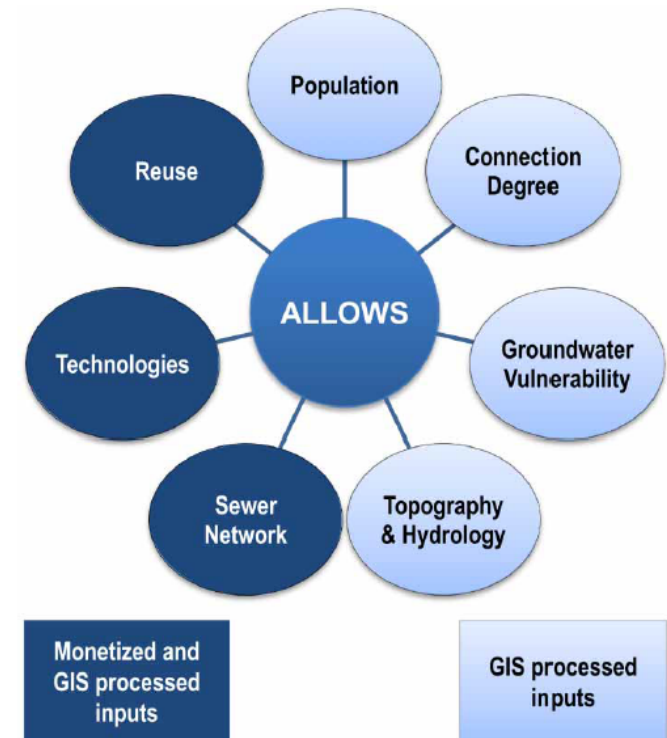 Population
Connection
Degree
Reuse
ALLOWS
Groundwater
Vulnerability
Technologies
Sewer
Network
Topography
& Hydrology
Monetized and
GIS processed
inputs
GIS processed
inputs